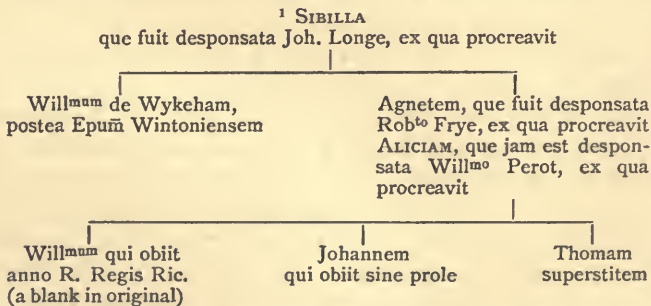 ¹ SIBILLA
que fuit desponsata Joh. Longe, ex qua procreavit
Willmum de Wykeham,
postea Epum̄ Wintoniensem
Agnetem, que fuit desponsata
Robto Frye, ex qua procreavit
ALICIAM, que jam est despon-
sata Willmo Perot, ex qua
procreavit
Willmum qui obiit
anno R. Regis Ric.
(a blank in original)
Johannem
qui obiit sine prole
Thomam
superstitem